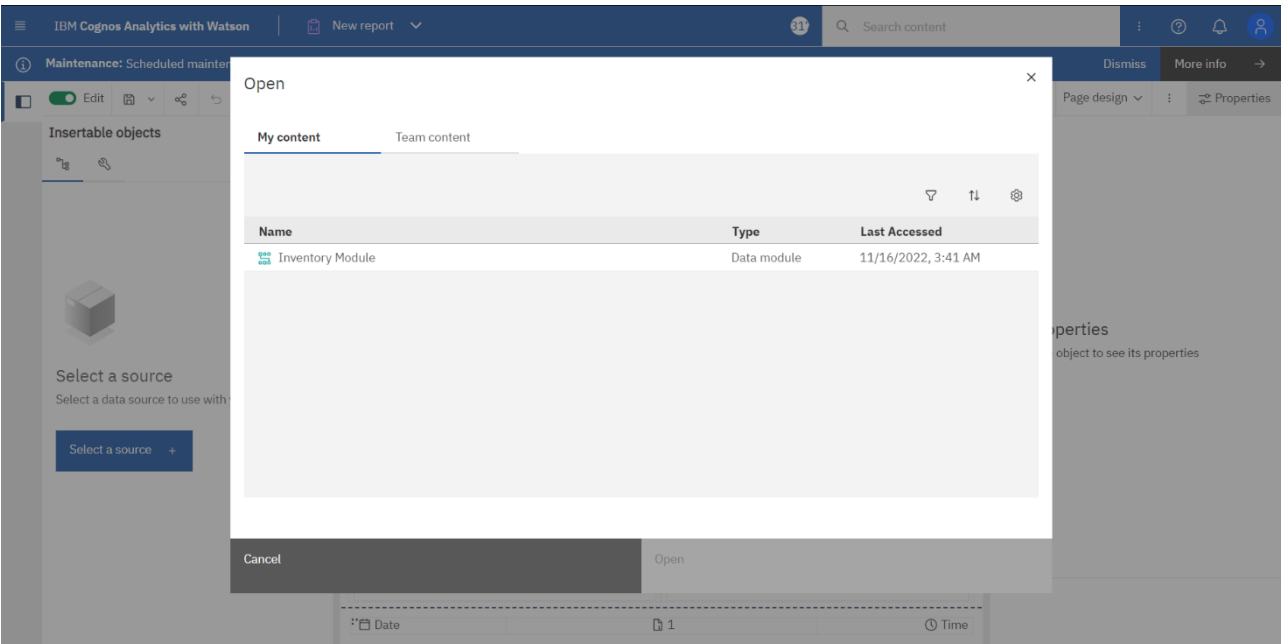 IBM Cognos Analytics with Watson
New report
Search content
Maintenance: Scheduled mainter
Dismiss
More info
Edit
Page design
Properties
Insertable objects
Open
My content
Team content
Name Type Last Accessed
Inventory Module Data module 11/16/2022, 3:41 AM
Select a source
Select a data source to use with
Select a source +
perties
object to see its properties
Cancel
Open
Date 1 Time